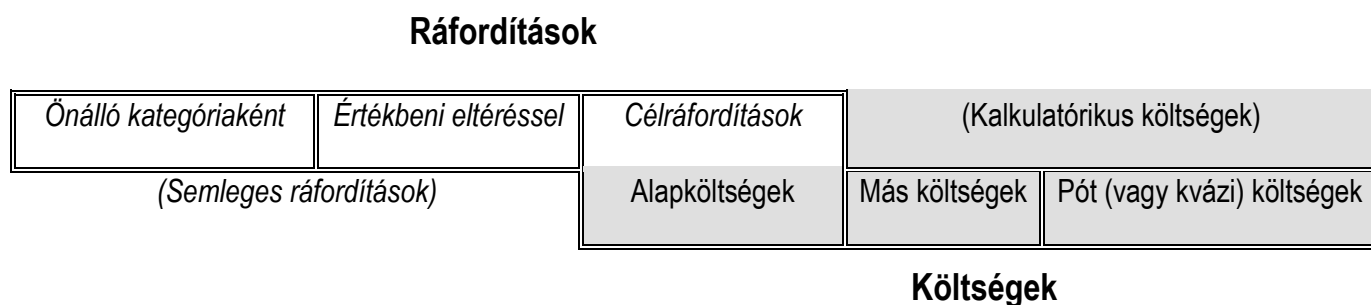 Ráfordítások
Önálló kategóriaként Értékbeni eltéréssel Célráfordítások (Kalkulatórikus költségek)
(Semleges ráfordítások) Alapköltségek Más költségek Pót (vagy kvázi) költségek
Költségek